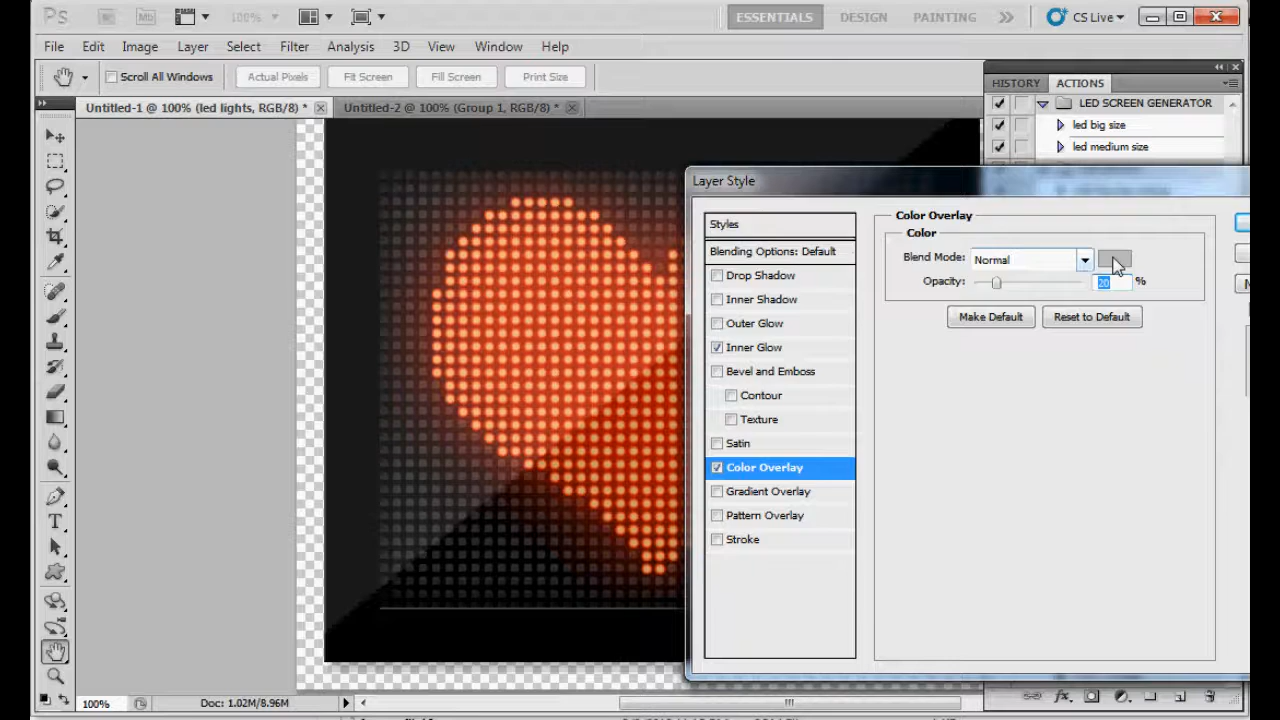 Ps Br Mb 100% ESSENTIALS DESIGN PAINTING CS Live
File Edit Image Layer Select Filter Analysis 3D View Window Help
Scroll All Windows Actual Pixels Fit Screen Fill Screen Print Size
HISTORY ACTIONS
Untitled-1 @ 100% (led lights, RGB/8) * Untitled-2 @ 100% (Group 1, RGB/8) *
LED SCREEN GENERATOR
led big size
led medium size
Layer Style
Styles
Blending Options: Default
Drop Shadow
Inner Shadow
Outer Glow
Inner Glow
Bevel and Emboss
Contour
Texture
Satin
Color Overlay
Gradient Overlay
Pattern Overlay
Stroke
Color Overlay
Color
Blend Mode: Normal
Opacity: 20 %
Make Default Reset to Default
100% Doc: 1.02M/8.96M